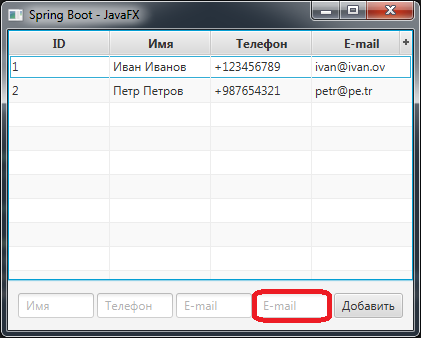 Spring Boot - JavaFX
ID Имя Телефон E-mail +
1 Иван Иванов +123456789 ivan@ivan.ov
2 Петр Петров +987654321 petr@pe.tr
Имя Телефон E-mail E-mail Добавить